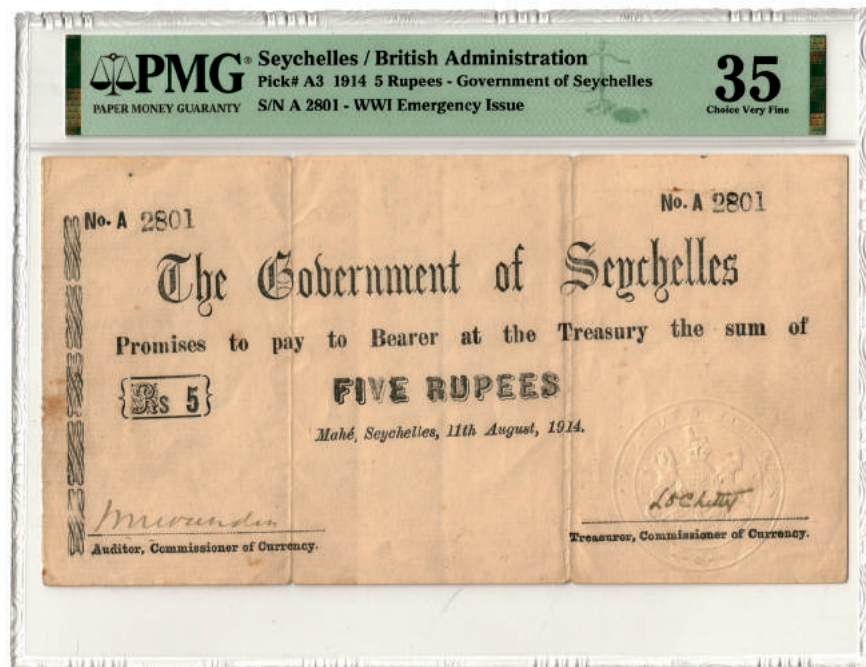 PMG®
PAPER MONEY GUARANTY
Seychelles / British Administration
Pick# A3 1914 5 Rupees - Government of Seychelles
S/N A 2801 - WWI Emergency Issue
35
Choice Very Fine
No. A 2801
No. A 2801
The Government of Seychelles
Promises to pay to Bearer at the Treasury the sum of
Rs 5
FIVE RUPEES
Mahé, Seychelles, 11th August, 1914.
Auditor, Commissioner of Currency.
Treasurer, Commissioner of Currency.